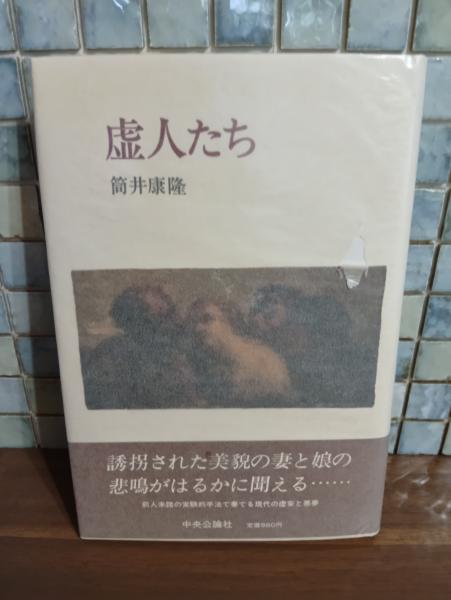 虚人たち
筒井康隆
誘拐された美貌の妻と娘の
悲鳴がはるかに聞える……
前人未踏の実験的手法で奏でる現代の虚妄と悪夢
中央公論社 定価980円